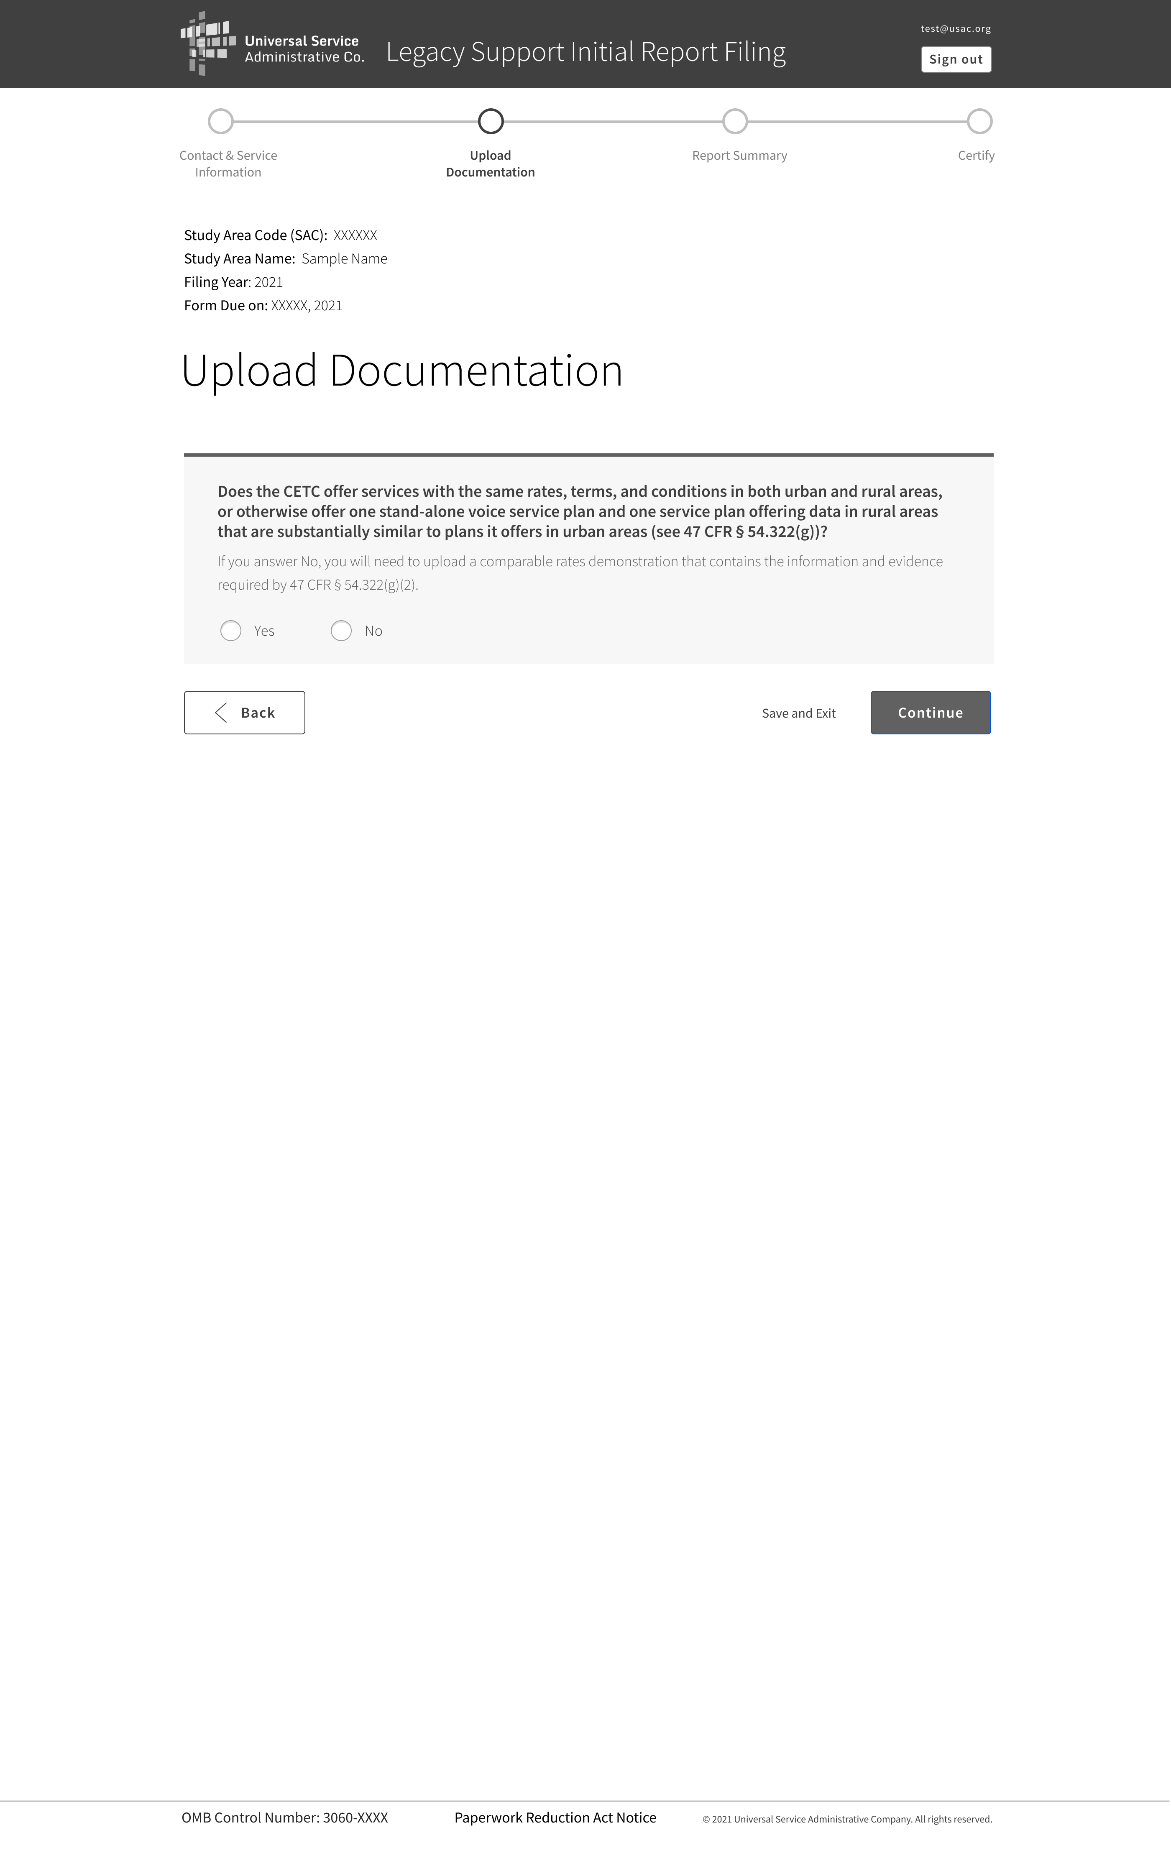 Universal Service
Administrative Co.
Legacy Support Initial Report Filing
test@usac.org
Sign out
Contact & Service
Information
Upload
Documentation
Report Summary
Certify
Study Area Code (SAC): XXXXXX
Study Area Name: Sample Name
Filing Year: 2021
Form Due on: XXXXX, 2021
Upload Documentation
Does the CETC offer services with the same rates, terms, and conditions in both urban and rural areas,
or otherwise offer one stand-alone voice service plan and one service plan offering data in rural areas
that are substantially similar to plans it offers in urban areas (see 47 CFR § 54.322(g))?
If you answer No, you will need to upload a comparable rates demonstration that contains the information and evidence
required by 47 CFR § 54.322(g)(2).
Yes No
Back
Save and Exit
Continue
OMB Control Number: 3060-XXXX
Paperwork Reduction Act Notice
© 2021 Universal Service Administrative Company. All rights reserved.